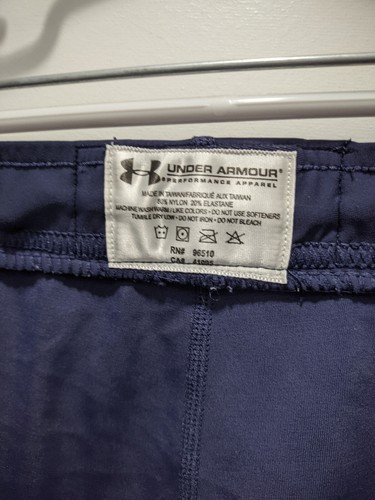 UNDER ARMOUR®
PERFORMANCE APPAREL
MADE IN TAIWAN/FABRIQUÉ AUX TAIWAN
80% NYLON 20% ELASTANE
MACHINE WASH WARM / LIKE COLORS - DO NOT USE SOFTENERS
TUMBLE DRY LOW - DO NOT IRON - DO NOT BLEACH
RN# 96510
CA#